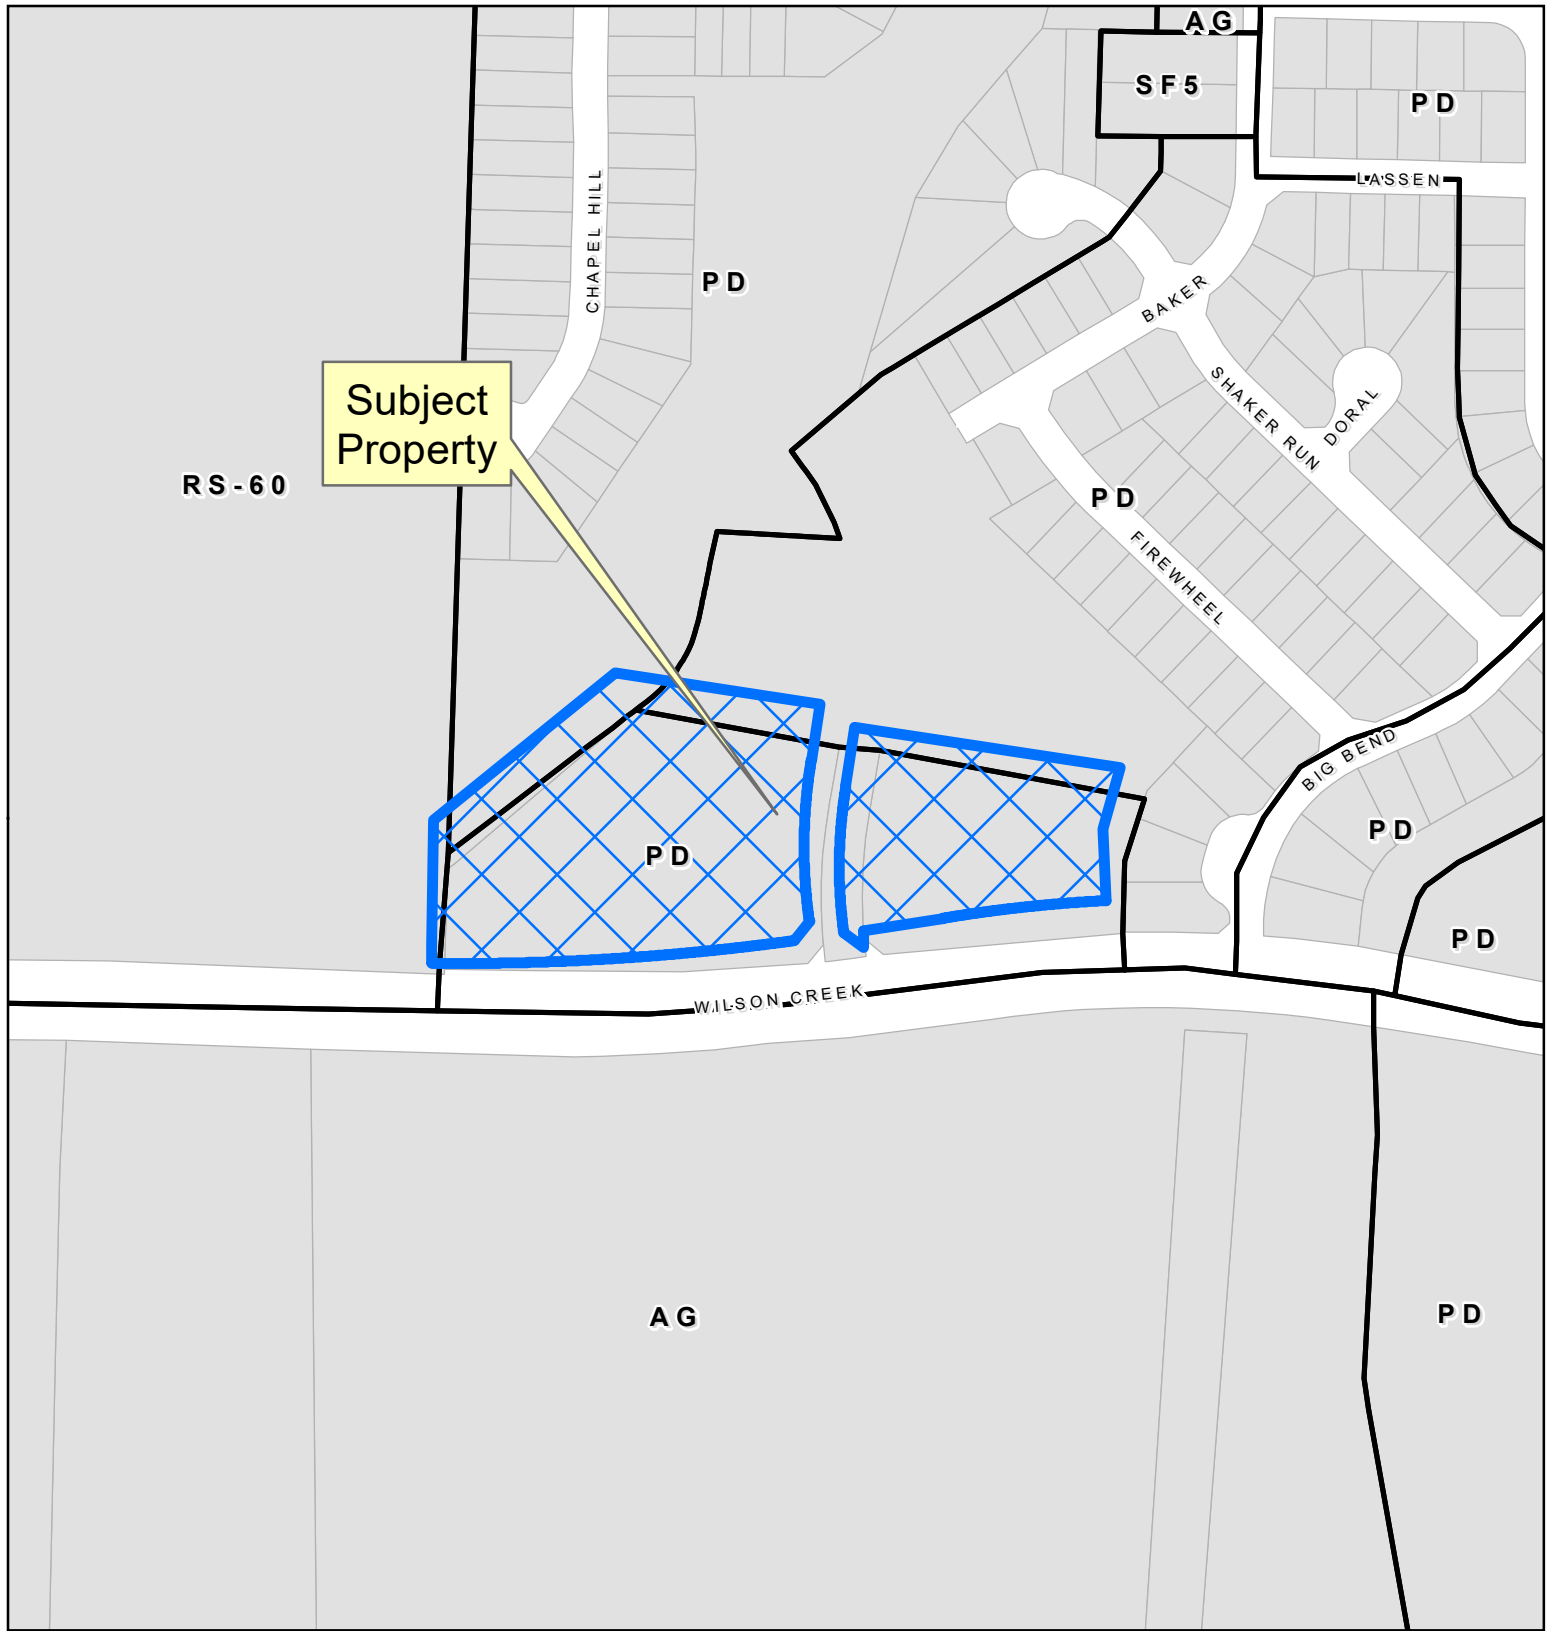 AG
SF5
PD
LASSEN
CHAPEL HILL
PD
BAKER
Subject
Property
SHAKER RUN
DORAL
RS-60
PD
FIREWHEEL
BIG BEND
PD
PD
PD
WILSON CREEK
AG
PD